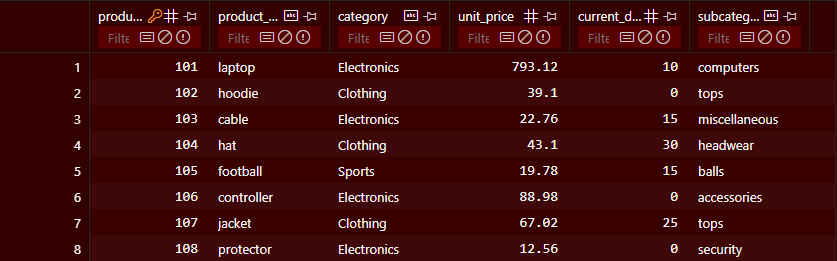 produ... product_... category unit_price current_d... subcateg...
Filte Filte Filte Filte Filte Filte
1 101 laptop Electronics 793.12 10 computers
2 102 hoodie Clothing 39.1 0 tops
3 103 cable Electronics 22.76 15 miscellaneous
4 104 hat Clothing 43.1 30 headwear
5 105 football Sports 19.78 15 balls
6 106 controller Electronics 88.98 0 accessories
7 107 jacket Clothing 67.02 25 tops
8 108 protector Electronics 12.56 0 security